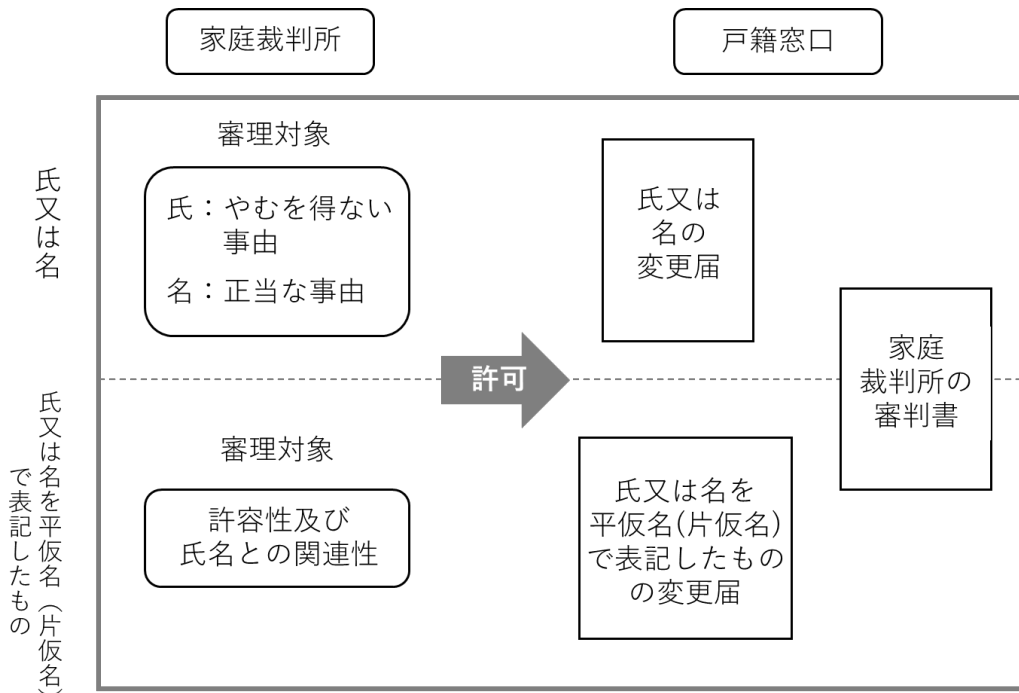 家庭裁判所
戸籍窓口
氏又は名
審理対象
氏：やむを得ない
事由
名：正当な事由
氏又は
名の
変更届
許可
家庭
裁判所の
審判書
氏又は名を平仮名（片仮名）
で表記したもの
審理対象
許容性及び
氏名との関連性
氏又は名を
平仮名(片仮名)
で表記したもの
の変更届